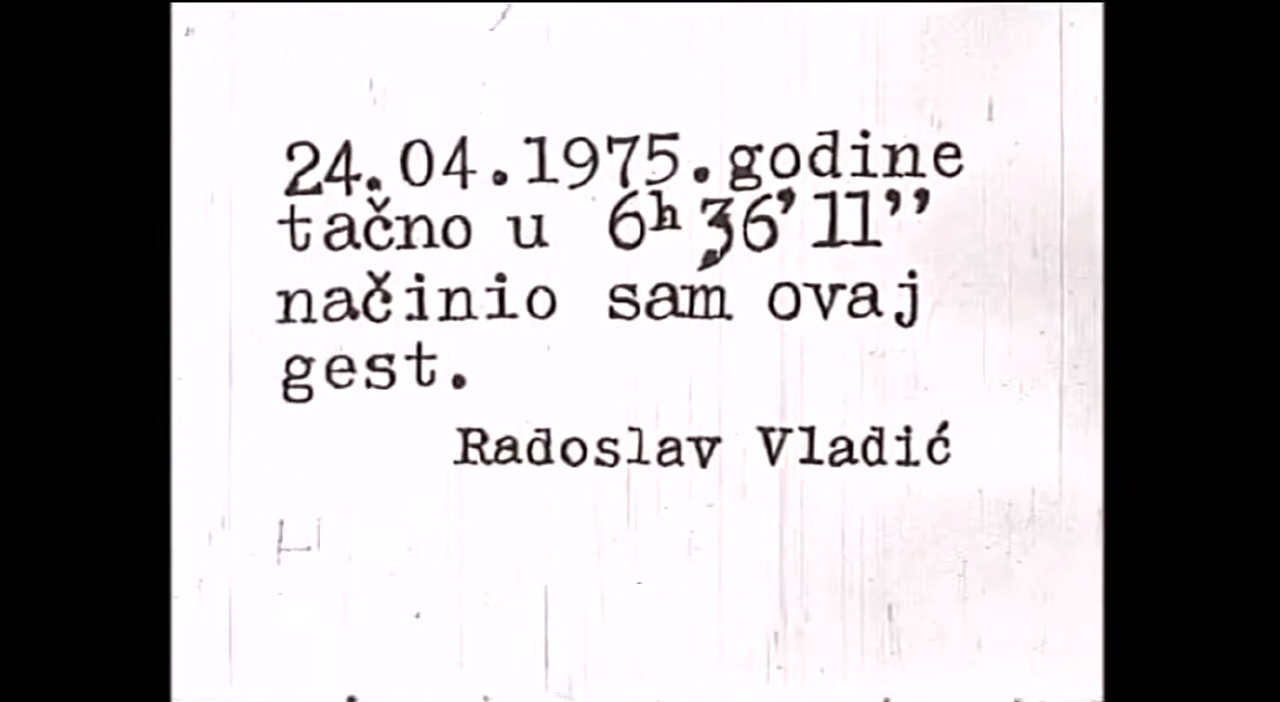 24.04.1975.godine
tačno u 6ʰ36’11’’
načinio sam ovaj
gest.
Radoslav Vladić